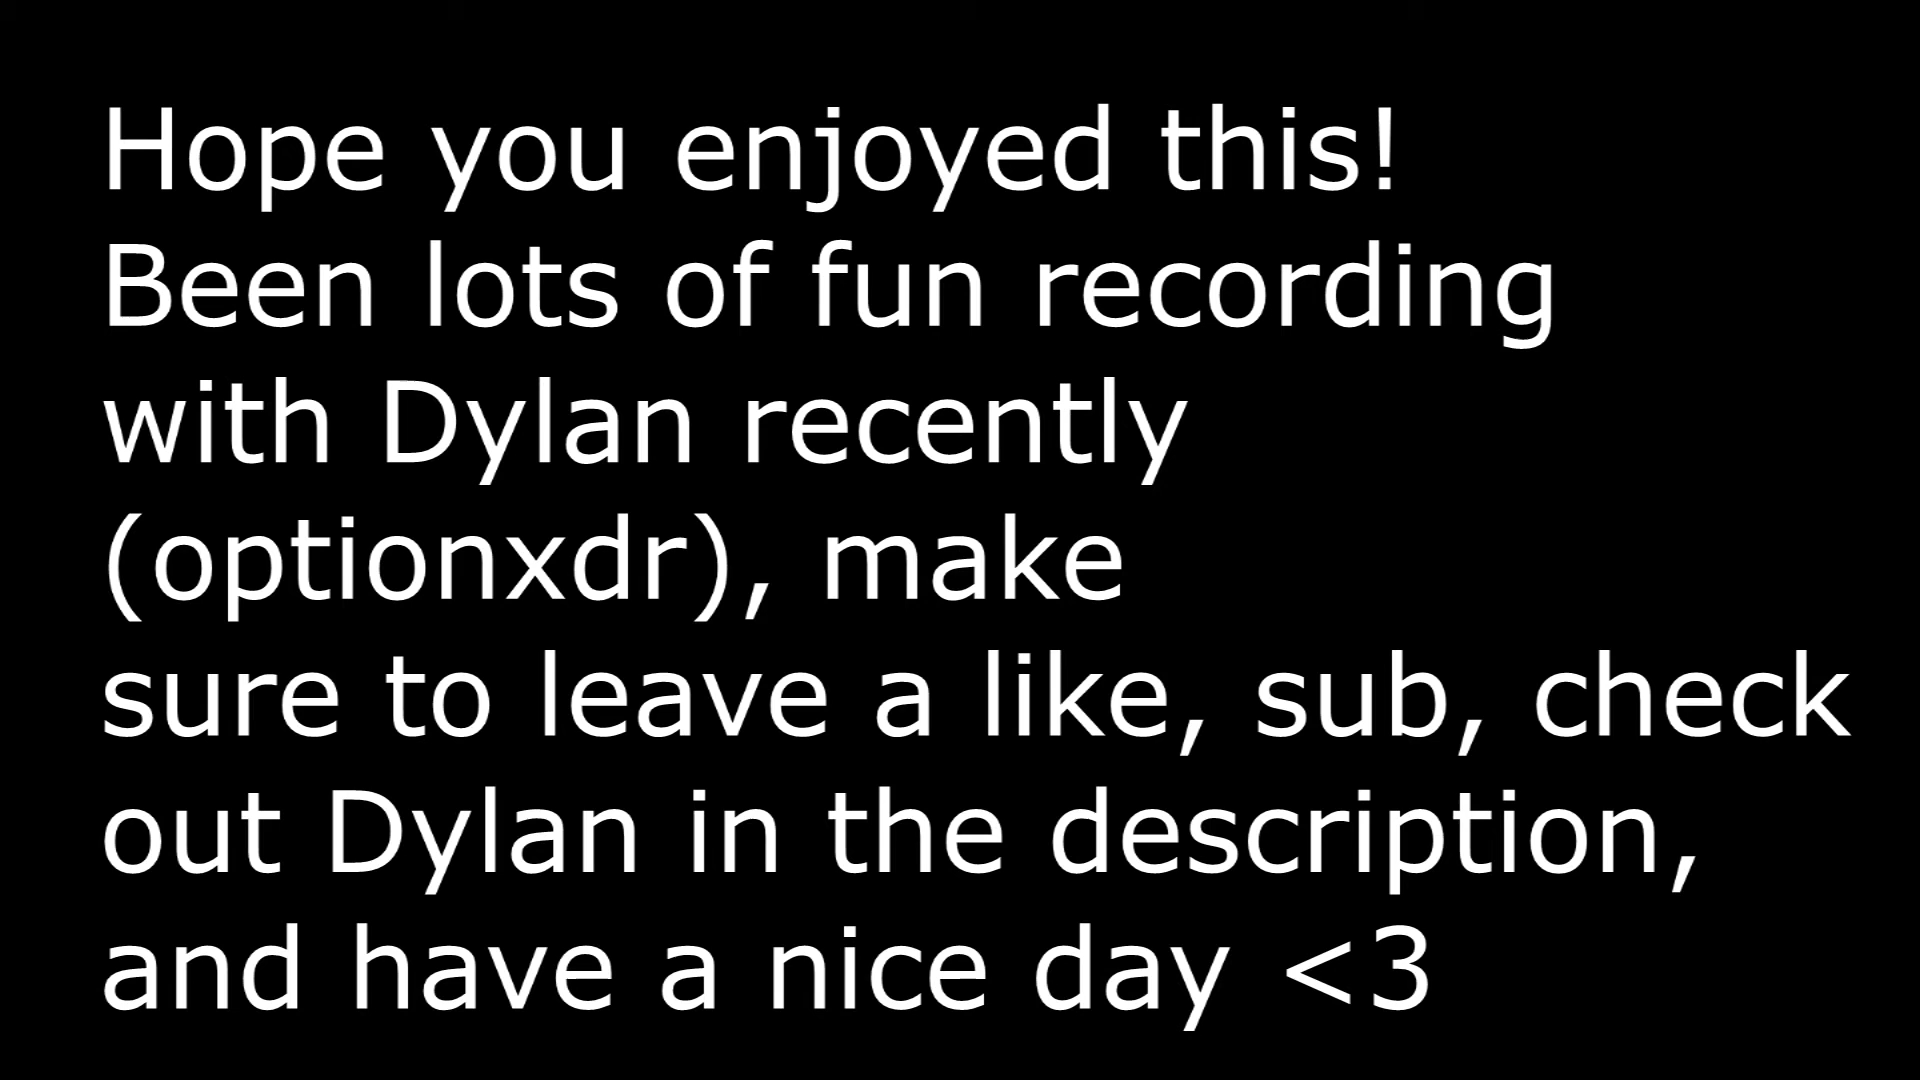 Hope you enjoyed this!
Been lots of fun recording
with Dylan recently
(optionxdr), make
sure to leave a like, sub, check
out Dylan in the description,
and have a nice day <3